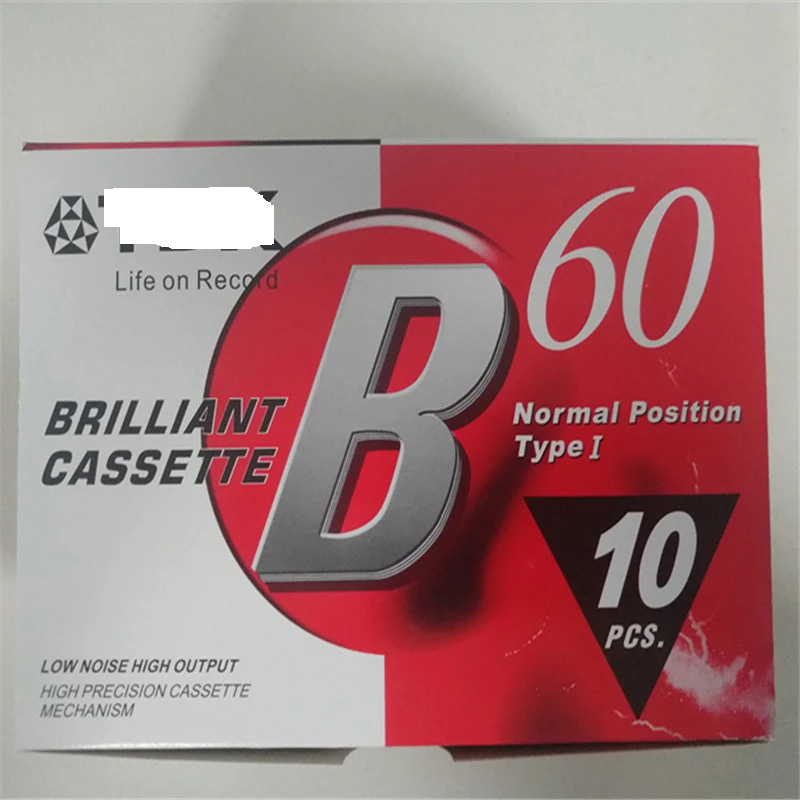 Life on Record
B
60
BRILLIANT
CASSETTE
Normal Position
Type I
10
PCS.
LOW NOISE HIGH OUTPUT
HIGH PRECISION CASSETTE
MECHANISM